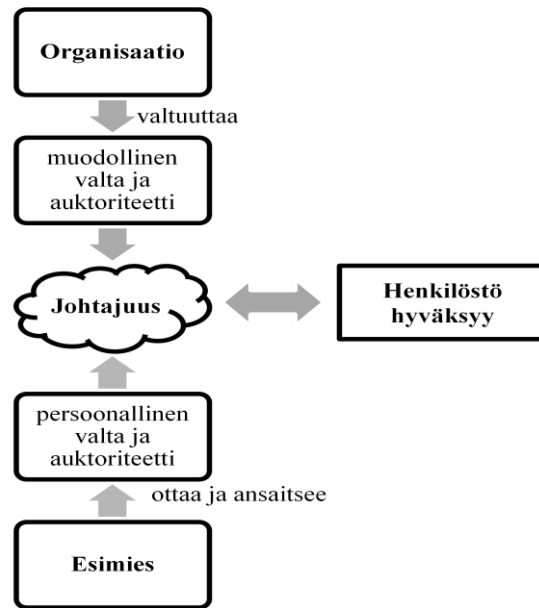 Organisaatio
valtuuttaa
muodollinen
valta ja
auktoriteetti
Johtajuus
Henkilöstö
hyväksyy
persoonallinen
valta ja
auktoriteetti
ottaa ja ansaitsee
Esimies